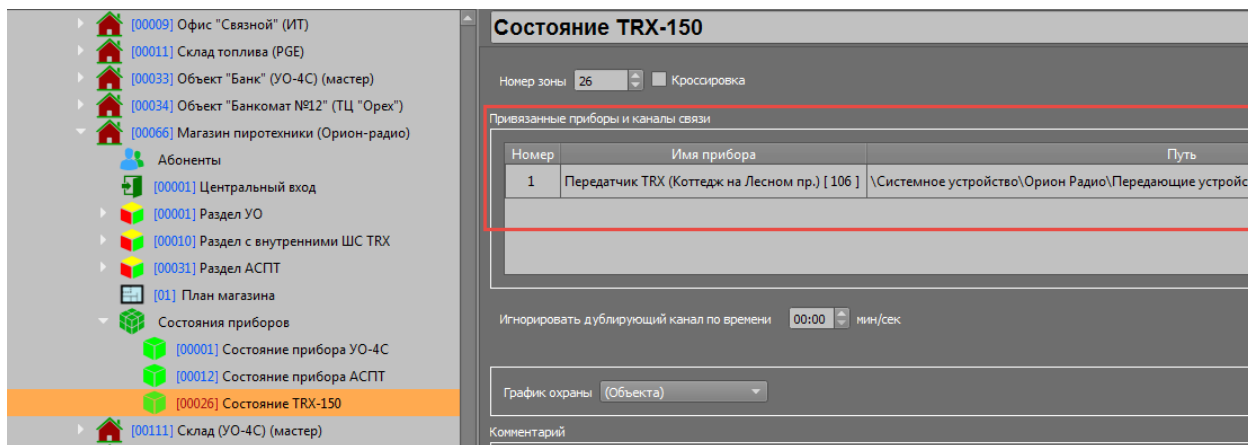 [00009] Офис "Связной" (ИТ)
[00011] Склад топлива (PGE)
[00033] Объект "Банк" (УО-4С) (мастер)
[00034] Объект "Банкомат №12" (ТЦ "Орех")
[00066] Магазин пиротехники (Орион-радио)
Абоненты
[00001] Центральный вход
[00001] Раздел УО
[00010] Раздел с внутренними ШС TRX
[00031] Раздел АСПТ
[01] План магазина
Состояния приборов
[00001] Состояние прибора УО-4С
[00012] Состояние прибора АСПТ
[00026] Состояние TRX-150
[00111] Склад (УО-4С) (мастер)
Состояние TRX-150
Номер зоны 26 Кроссировка
Привязанные приборы и каналы связи
Номер Имя прибора Путь
1 Передатчик TRX (Коттедж на Лесном пр.) [ 106 ] \Системное устройство\Орион Радио\Передающие устройс
Игнорировать дублирующий канал по времени 00:00 мин/сек
График охраны (Объекта)
Комментарий